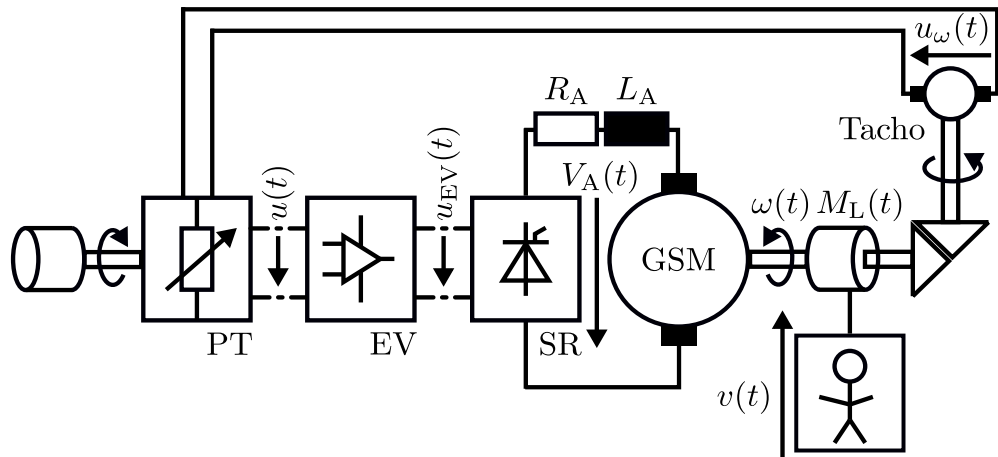 u_ω(t)
R_A L_A
Tacho
u(t)
u_EV(t)
V_A(t)
ω(t) M_L(t)
GSM
PT
EV
SR
v(t)